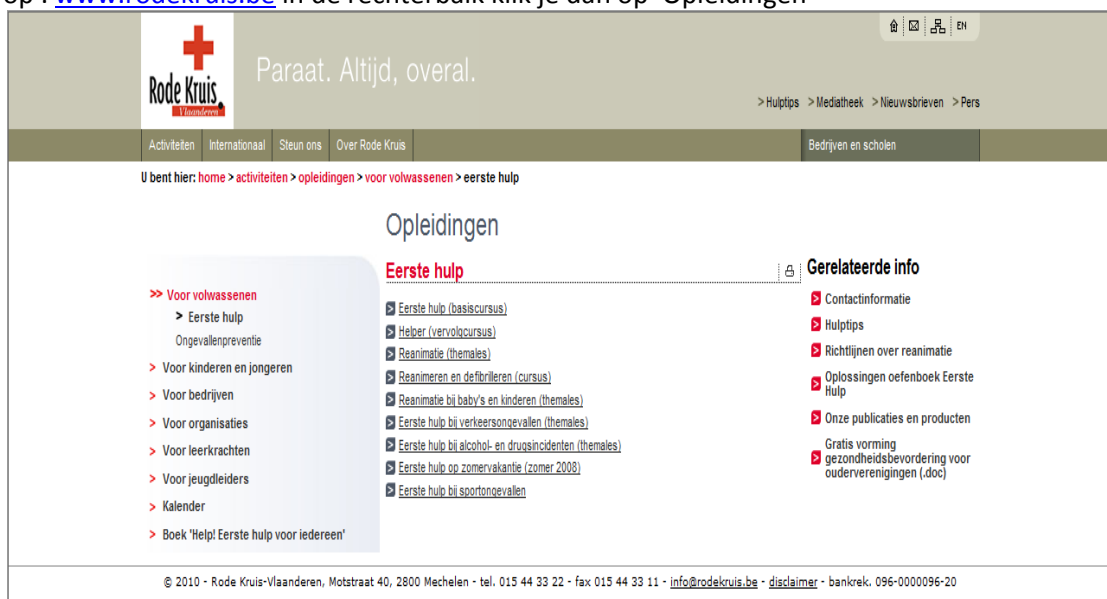 op : www.rodekruis.be in de rechterbalk klik je dan op 'Opleidingen'
EN
Rode Kruis
Vlaanderen
Paraat. Altijd, overal.
> Hulptips > Mediatheek > Nieuwsbrieven > Pers
Activiteiten Internationaal Steun ons Over Rode Kruis Bedrijven en scholen
U bent hier: home > activiteiten > opleidingen > voor volwassenen > eerste hulp
Opleidingen
>> Voor volwassenen
> Eerste hulp
Ongevallenpreventie
> Voor kinderen en jongeren
> Voor bedrijven
> Voor organisaties
> Voor leerkrachten
> Voor jeugdleiders
> Kalender
> Boek 'Help! Eerste hulp voor iedereen'
Eerste hulp
Eerste hulp (basiscursus)
Helper (vervolgcursus)
Reanimatie (themales)
Reanimeren en defibrilleren (cursus)
Reanimatie bij baby's en kinderen (themales)
Eerste hulp bij verkeersongevallen (themales)
Eerste hulp bij alcohol- en drugsincidenten (themales)
Eerste hulp op zomervakantie (zomer 2008)
Eerste hulp bij sportongevallen
Gerelateerde info
Contactinformatie
Hulptips
Richtlijnen over reanimatie
Oplossingen oefenboek Eerste
Hulp
Onze publicaties en producten
Gratis vorming
gezondheidsbevordering voor
ouderverenigingen (.doc)
© 2010 - Rode Kruis-Vlaanderen, Motstraat 40, 2800 Mechelen - tel. 015 44 33 22 - fax 015 44 33 11 - info@rodekruis.be - disclaimer - bankrek. 096-0000096-20